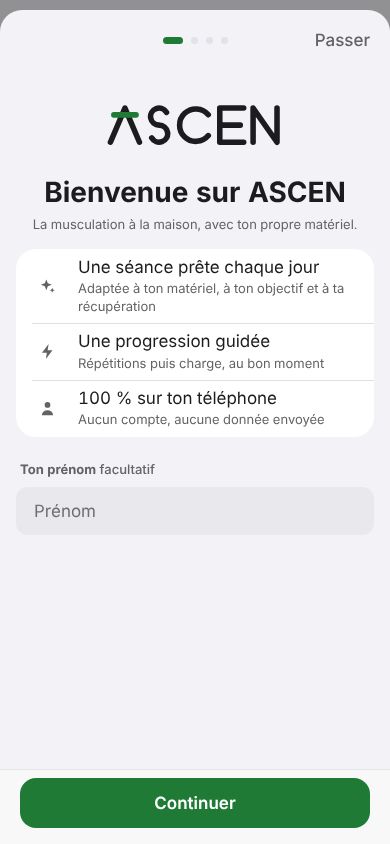 Passer
ASCEN
Bienvenue sur ASCEN
La musculation à la maison, avec ton propre matériel.
Une séance prête chaque jour
Adaptée à ton matériel, à ton objectif et à ta
récupération
Une progression guidée
Répétitions puis charge, au bon moment
100 % sur ton téléphone
Aucun compte, aucune donnée envoyée
Ton prénom facultatif
Prénom
Continuer